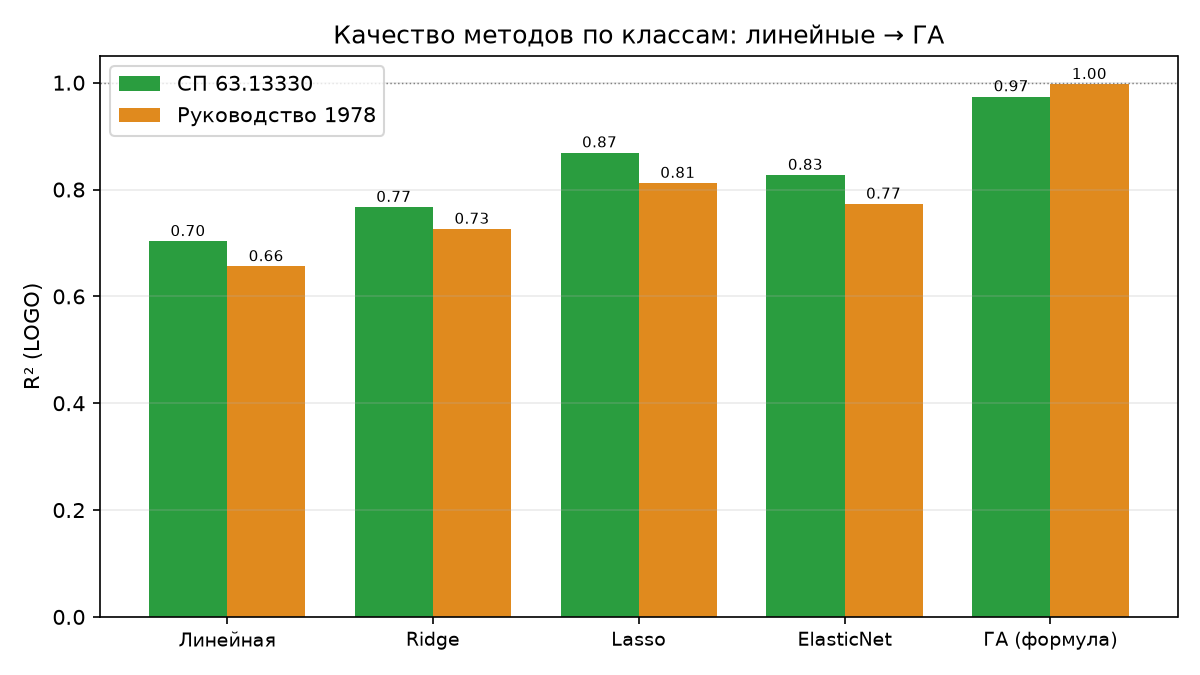 Качество методов по классам: линейные → ГА
СП 63.13330
Руководство 1978
R² (LOGO)
1.0
0.8
0.6
0.4
0.2
0.0
0.70
0.66
0.77
0.73
0.87
0.81
0.83
0.77
0.97
1.00
Линейная
Ridge
Lasso
ElasticNet
ГА (формула)